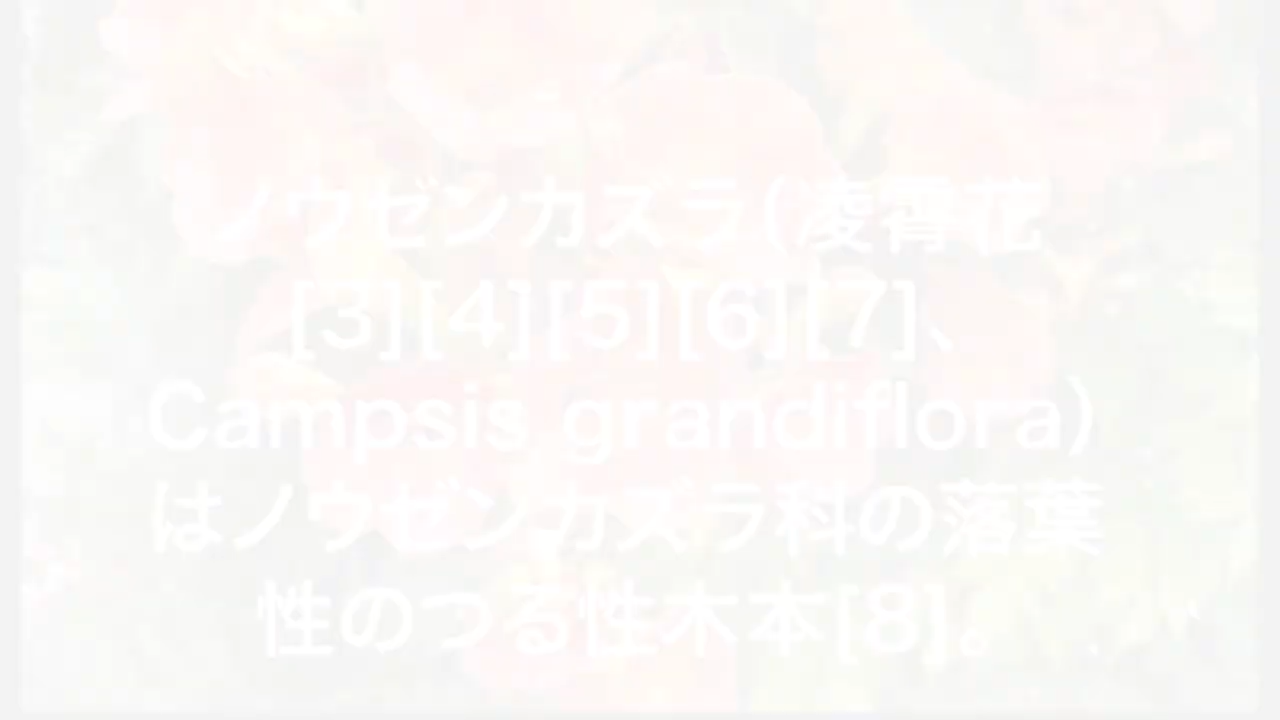 ノウゼンカズラ(凌霄花
[3][4][5][6][7]、
Campsis grandiflora)
はノウゼンカズラ科の落葉
性のつる性木本[8]。